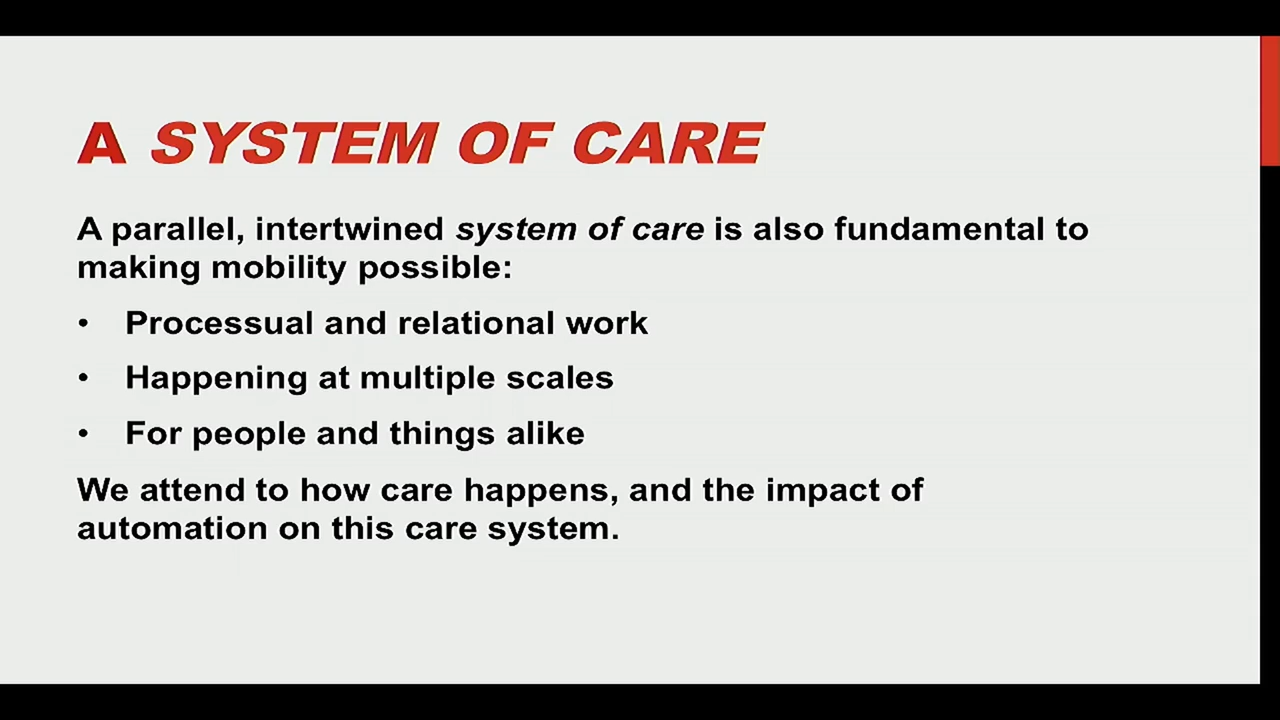 A SYSTEM OF CARE
A parallel, intertwined system of care is also fundamental to
making mobility possible:
• Processual and relational work
• Happening at multiple scales
• For people and things alike
We attend to how care happens, and the impact of
automation on this care system.